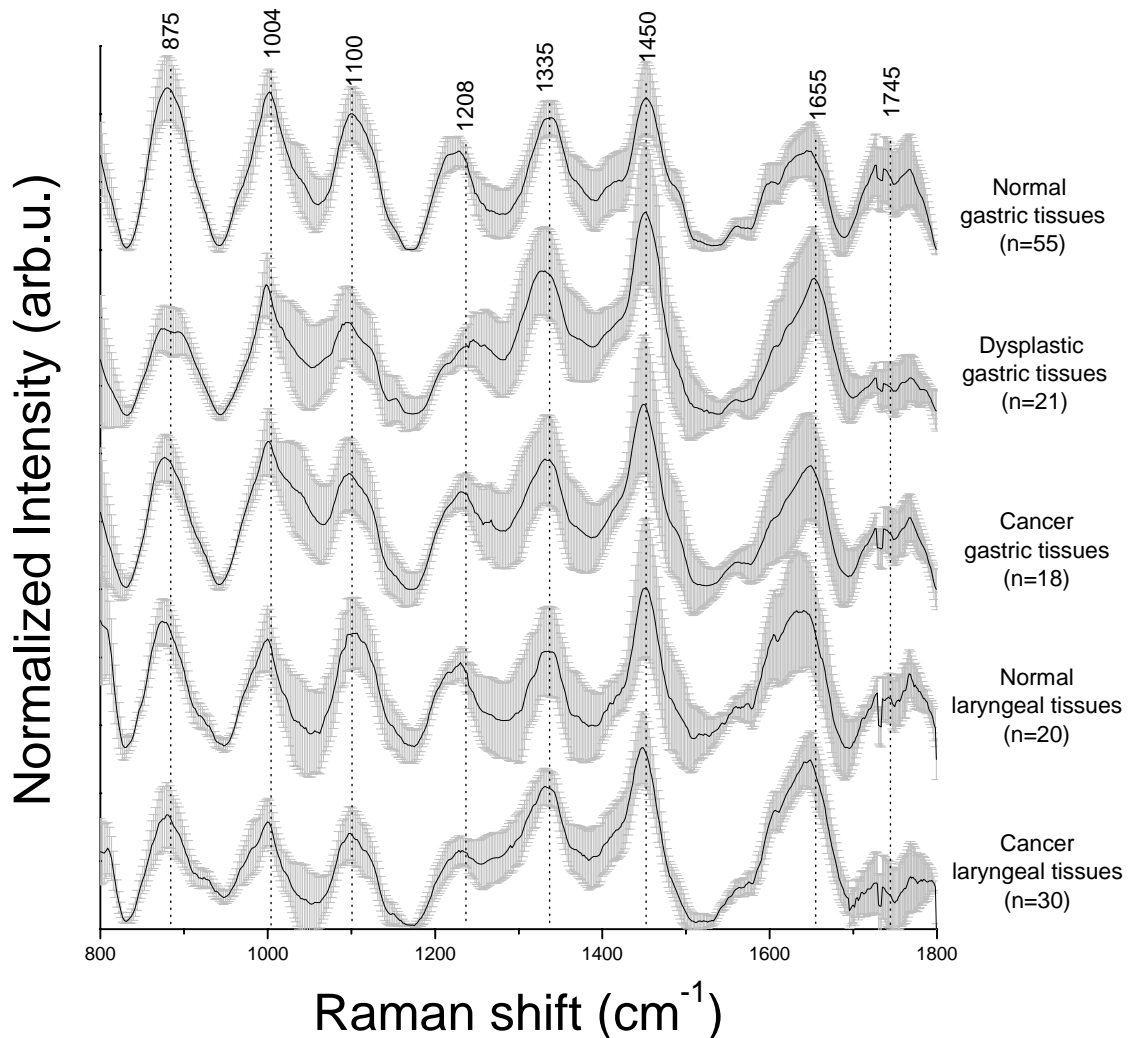 875
1004
1100
1208
1335
1450
1655
1745
Normalized Intensity (arb.u.)
Normal
gastric tissues
(n=55)
Dysplastic
gastric tissues
(n=21)
Cancer
gastric tissues
(n=18)
Normal
laryngeal tissues
(n=20)
Cancer
laryngeal tissues
(n=30)
800
1000
1200
1400
1600
1800
Raman shift (cm⁻¹)